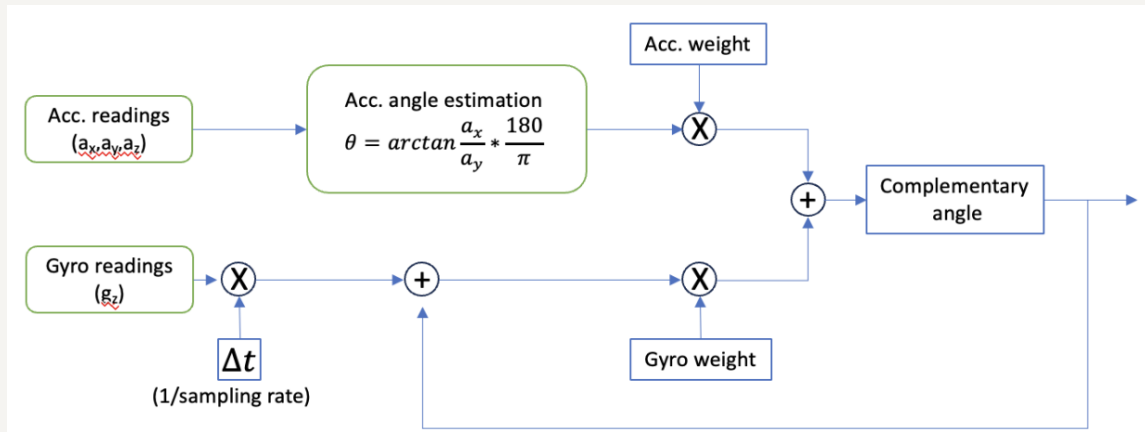 Acc. weight
Acc. readings
(ax,ay,az)
Acc. angle estimation
θ = arctan ax/ay * 180/π
X
+
Complementary
angle
Gyro readings
(gz)
X
+
X
Δt
(1/sampling rate)
Gyro weight